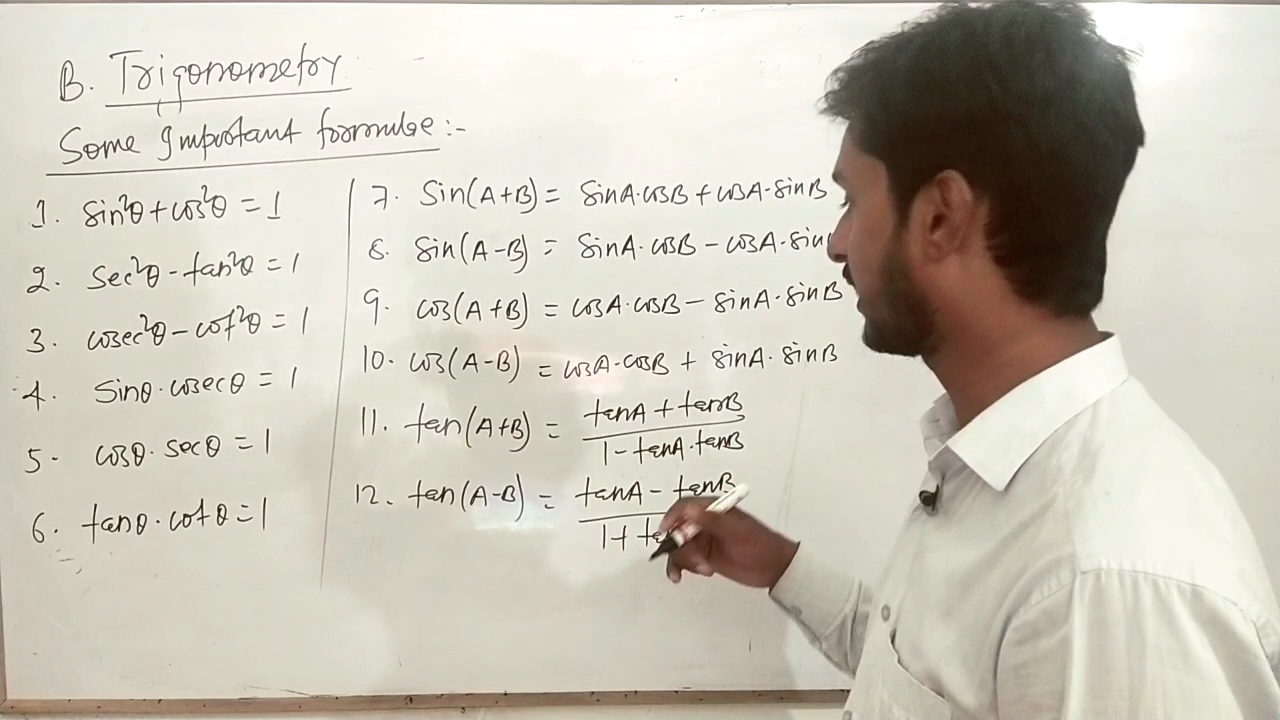 B. Trigonometry
Some Important formulae :-
1. sin²θ + cos²θ = 1
2. sec²θ - tan²θ = 1
3. cosec²θ - cot²θ = 1
4. sinθ · cosecθ = 1
5. cosθ · secθ = 1
6. tanθ · cotθ = 1
7. Sin(A+B) = SinA·cosB + cosA·SinB
8. Sin(A-B) = SinA·cosB - cosA·sin
9. cos(A+B) = cosA·cosB - sinA·sinB
10. cos(A-B) = cosA·cosB + sinA·sinB
11. tan(A+B) = tanA + tanB
1 - tanA·tanB
12. tan(A-B) = tanA - tanB
1 +